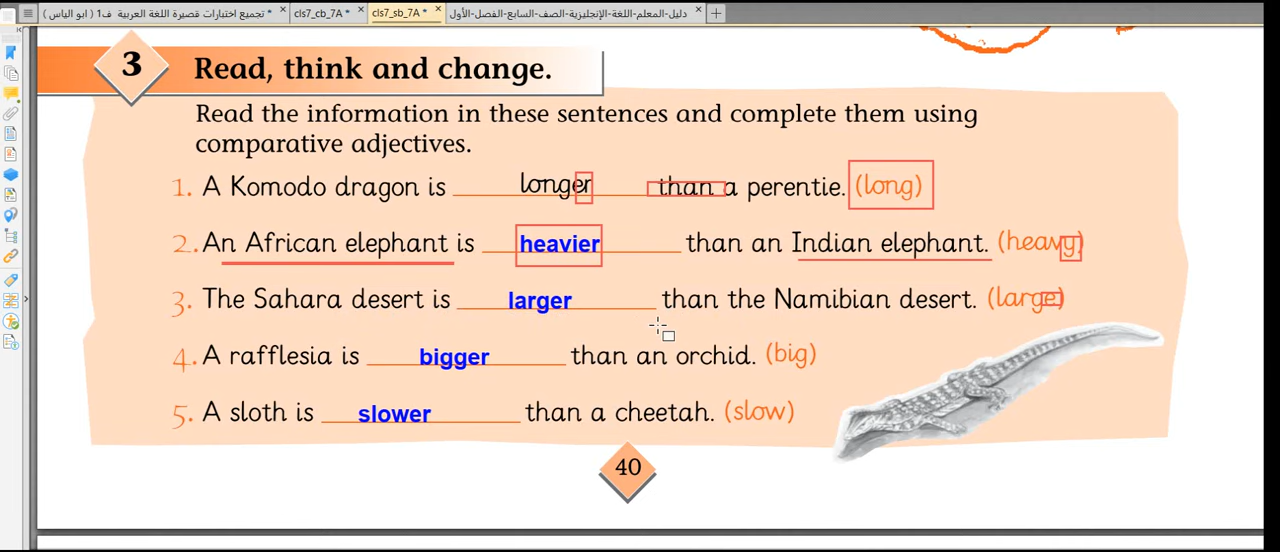 تجميع اختبارات قصيرة اللغة العربية ف1 ( ابو الياس ) *
cls7_cb_7A *
cls7_sb_7A *
دليل-المعلم-اللغة-الإنجليزية-الصف-السابع-الفصل-الأول
3 Read, think and change.
Read the information in these sentences and complete them using
comparative adjectives.
1. A Komodo dragon is longer than a perentie. (long)
2. An African elephant is heavier than an Indian elephant. (heavy)
3. The Sahara desert is larger than the Namibian desert. (large)
4. A rafflesia is bigger than an orchid. (big)
5. A sloth is slower than a cheetah. (slow)
40